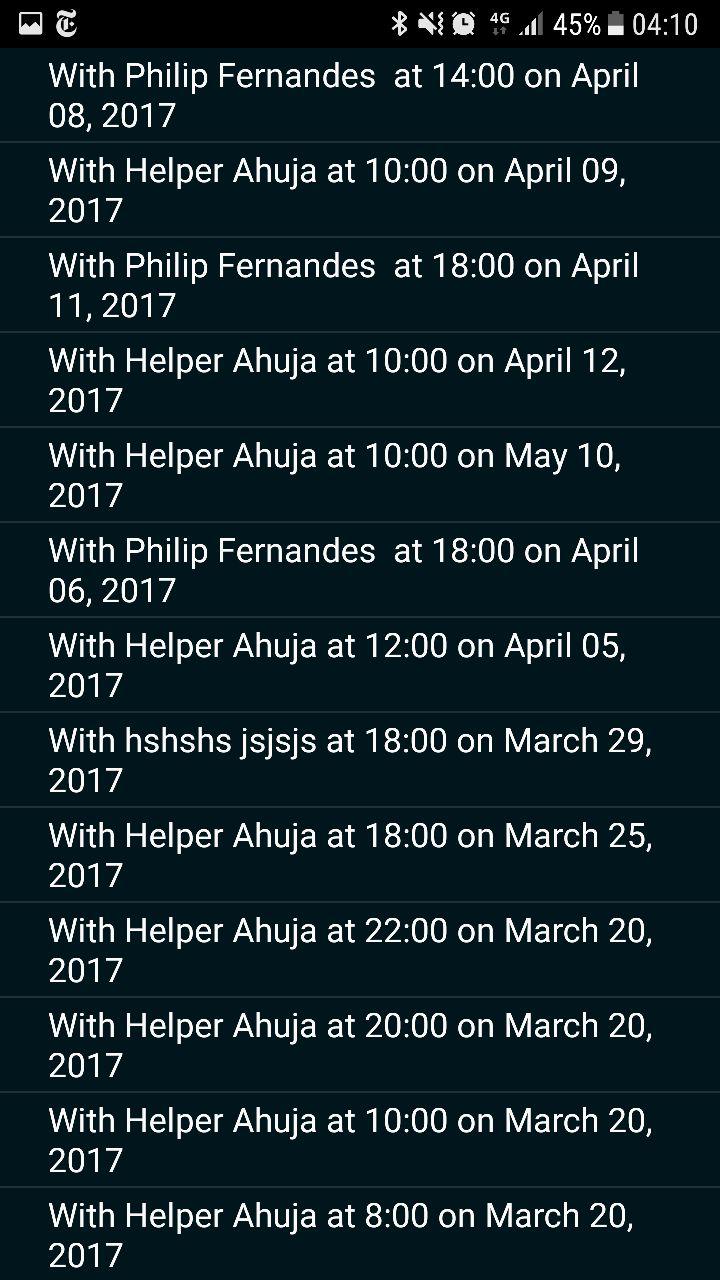 4G 45% 04:10
With Philip Fernandes  at 14:00 on April
08, 2017
With Helper Ahuja at 10:00 on April 09,
2017
With Philip Fernandes  at 18:00 on April
11, 2017
With Helper Ahuja at 10:00 on April 12,
2017
With Helper Ahuja at 10:00 on May 10,
2017
With Philip Fernandes  at 18:00 on April
06, 2017
With Helper Ahuja at 12:00 on April 05,
2017
With hshshs jsjsjs at 18:00 on March 29,
2017
With Helper Ahuja at 18:00 on March 25,
2017
With Helper Ahuja at 22:00 on March 20,
2017
With Helper Ahuja at 20:00 on March 20,
2017
With Helper Ahuja at 10:00 on March 20,
2017
With Helper Ahuja at 8:00 on March 20,
2017